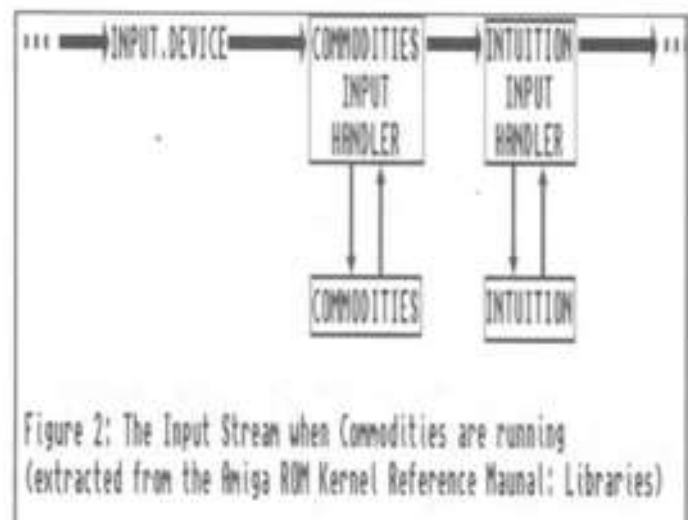 ... INPUT.DEVICE COMMODITIES INTUITION ...
INPUT INPUT
HANDLER HANDLER
COMMODITIES INTUITION
Figure 2: The Input Stream when Commodities are running
(extracted from the Amiga ROM Kernel Reference Maunal: Libraries)